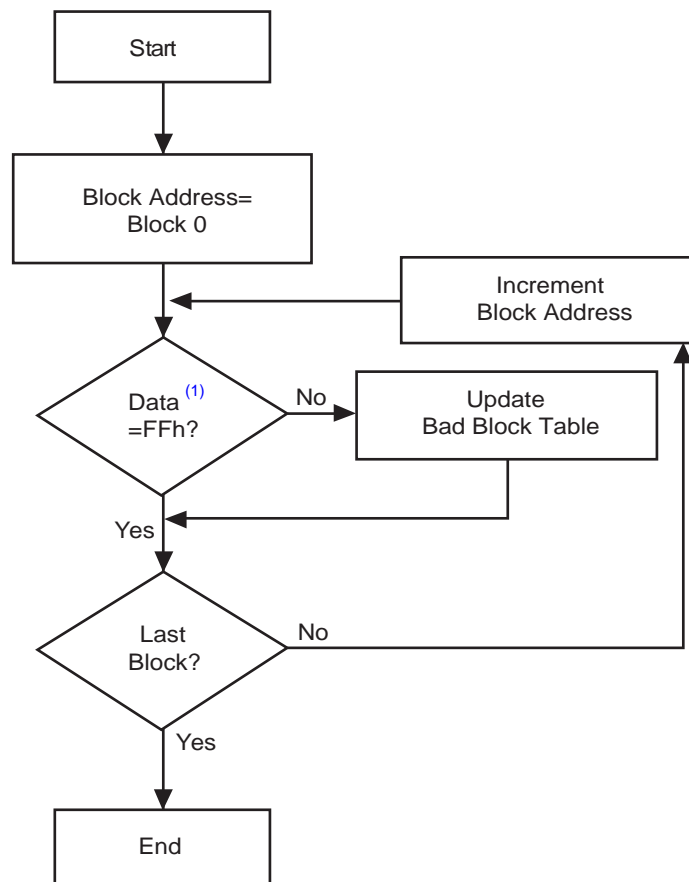 Start
Block Address=
Block 0
Increment
Block Address
Data (1)
=FFh?
No
Update
Bad Block Table
Yes
Last
Block?
No
Yes
End